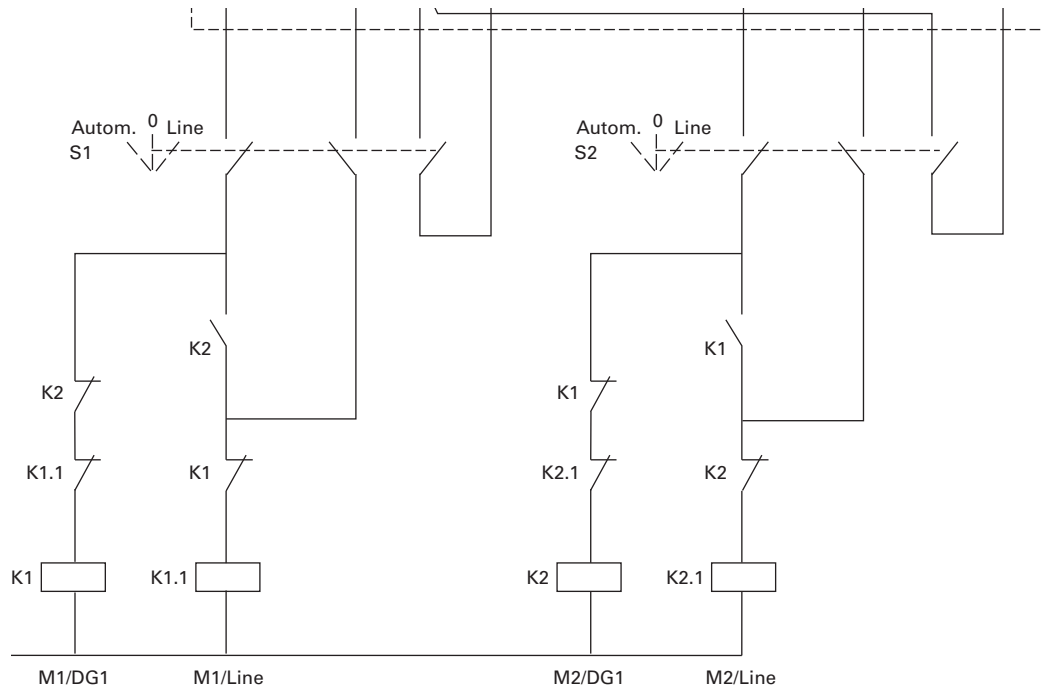 Autom. 0 Line
S1
Autom. 0 Line
S2
K2
K1
K2
K1
K1.1
K1
K2.1
K2
K1
K1.1
K2
K2.1
M1/DG1
M1/Line
M2/DG1
M2/Line